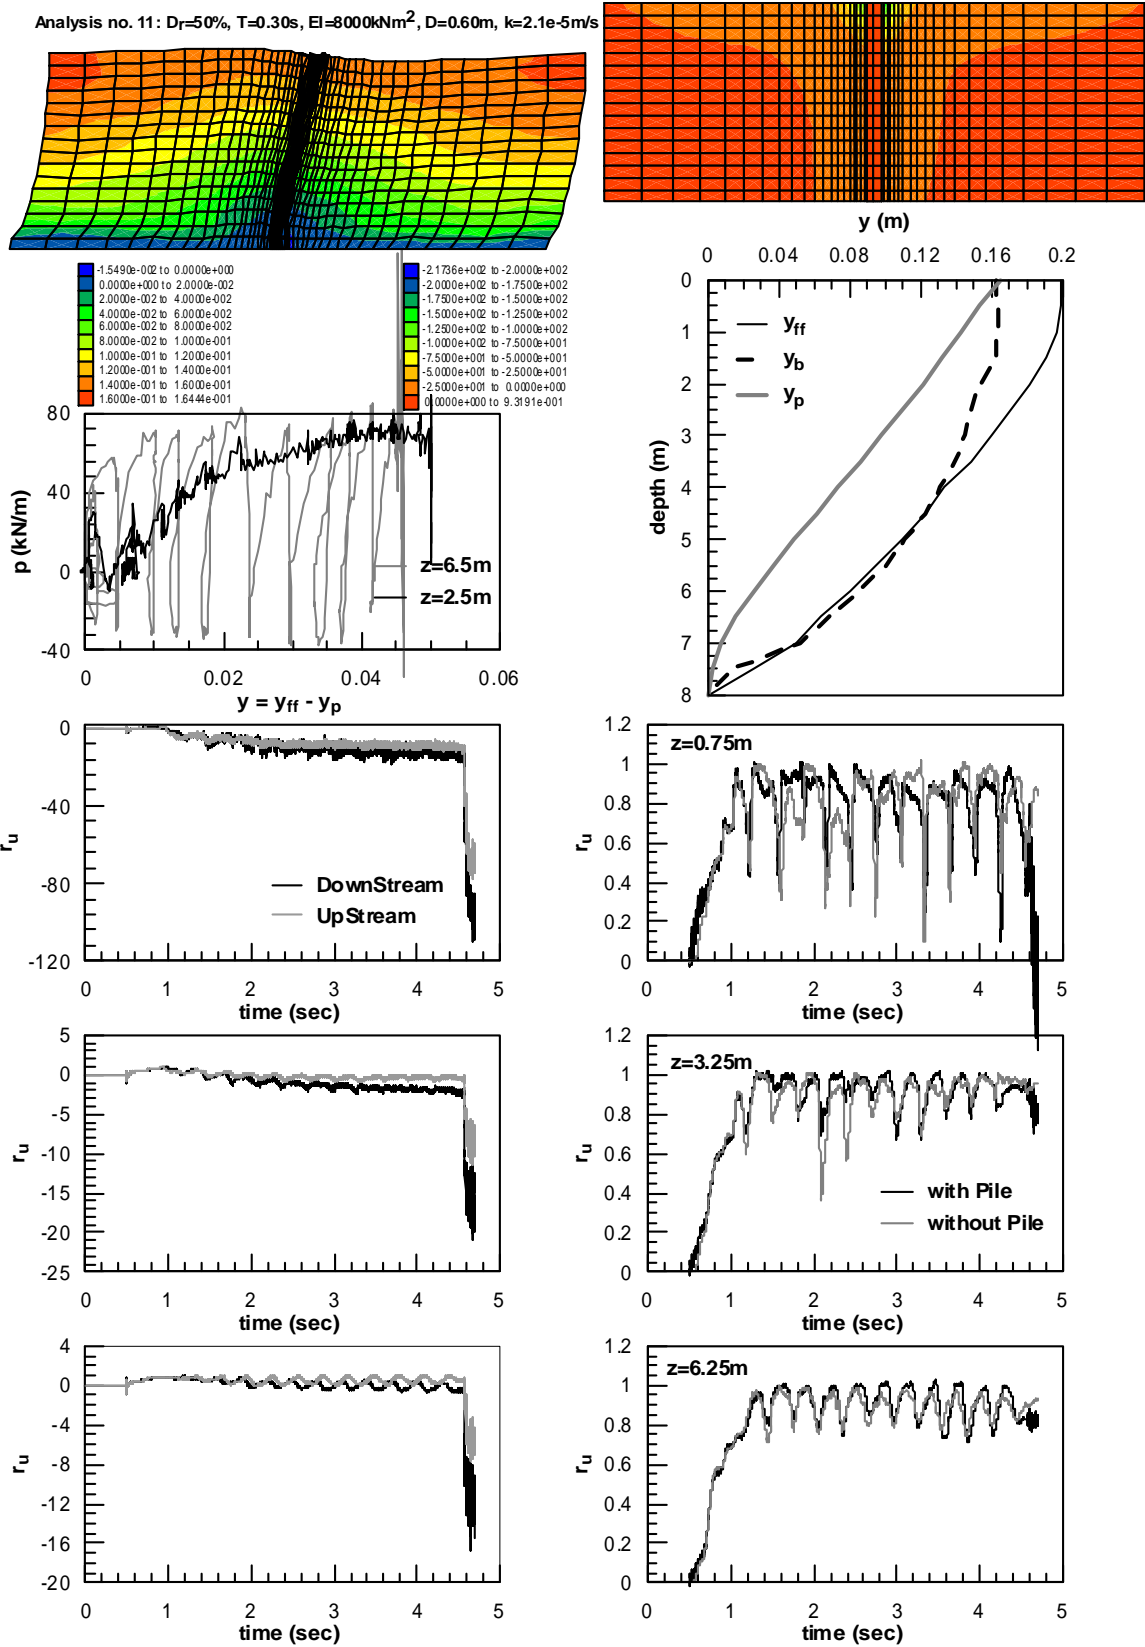 Analysis no. 11: Dr=50%, T=0.30s, EI=8000kNm2, D=0.60m, k=2.1e-5m/s
-1.5490e-002 to 0.0000e+000
0.0000e+000 to 2.0000e-002
2.0000e-002 to 4.0000e-002
4.0000e-002 to 6.0000e-002
6.0000e-002 to 8.0000e-002
8.0000e-002 to 1.0000e-001
1.0000e-001 to 1.2000e-001
1.2000e-001 to 1.4000e-001
1.4000e-001 to 1.6000e-001
1.6000e-001 to 1.6444e-001
-2.1736e+002 to -2.0000e+002
-2.0000e+002 to -1.7500e+002
-1.7500e+002 to -1.5000e+002
-1.5000e+002 to -1.2500e+002
-1.2500e+002 to -1.0000e+002
-1.0000e+002 to -7.5000e+001
-7.5000e+001 to -5.0000e+001
-5.0000e+001 to -2.5000e+001
-2.5000e+001 to 0.0000e+000
0.0000e+000 to 9.3191e-001
80
40
0
-40
p (kN/m)
z=6.5m
z=2.5m
0 0.02 0.04 0.06
y = yff - yp
y (m)
0 0.04 0.08 0.12 0.16 0.2
0
1
2
3
4
5
6
7
8
depth (m)
yff
yb
yp
0
-40
-80
-120
ru
DownStream
UpStream
0 1 2 3 4 5
time (sec)
1.2
1
0.8
0.6
0.4
0.2
0
ru
z=0.75m
0 1 2 3 4 5
time (sec)
5
0
-5
-10
-15
-20
-25
ru
0 1 2 3 4 5
time (sec)
1.2
1
0.8
0.6
0.4
0.2
0
ru
z=3.25m
with Pile
without Pile
0 1 2 3 4 5
time (sec)
4
0
-4
-8
-12
-16
-20
ru
0 1 2 3 4 5
time (sec)
1.2
1
0.8
0.6
0.4
0.2
0
ru
z=6.25m
0 1 2 3 4 5
time (sec)